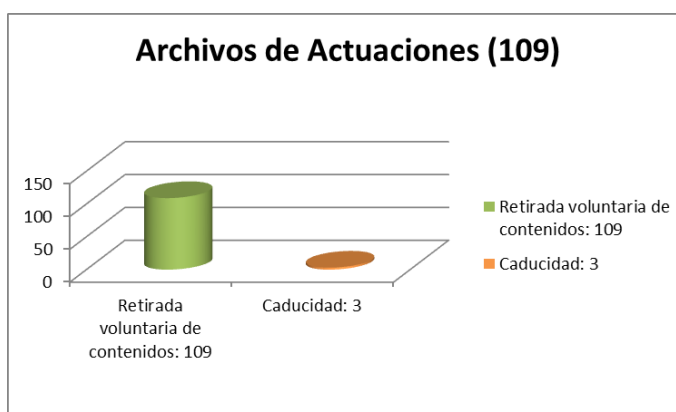 Archivos de Actuaciones (109)
150
100
50
0
Retirada
voluntaria de
contenidos: 109
Caducidad: 3
Retirada voluntaria de
contenidos: 109
Caducidad: 3